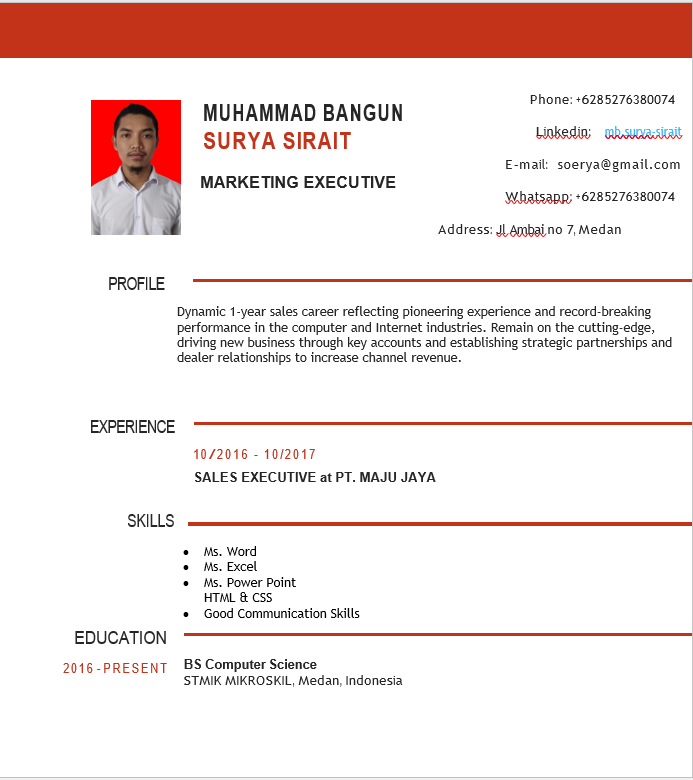 MUHAMMAD BANGUN
SURYA SIRAIT
MARKETING EXECUTIVE
Phone: +6285276380074
Linkedin: mb.surya-sirait
E-mail: soerya@gmail.com
Whatsapp: +6285276380074
Address: Jl Ambai no 7, Medan
PROFILE
Dynamic 1-year sales career reflecting pioneering experience and record-breaking
performance in the computer and Internet industries. Remain on the cutting-edge,
driving new business through key accounts and establishing strategic partnerships and
dealer relationships to increase channel revenue.
EXPERIENCE
10/2016 - 10/2017
SALES EXECUTIVE at PT. MAJU JAYA
SKILLS
• Ms. Word
• Ms. Excel
• Ms. Power Point
HTML & CSS
• Good Communication Skills
EDUCATION
2016-PRESENT
BS Computer Science
STMIK MIKROSKIL, Medan, Indonesia